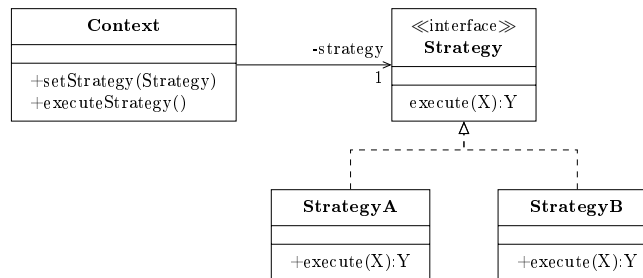 Context
+setStrategy(Strategy)
+executeStrategy()
-strategy
1
≪interface≫
Strategy
execute(X):Y
StrategyA
+execute(X):Y
StrategyB
+execute(X):Y